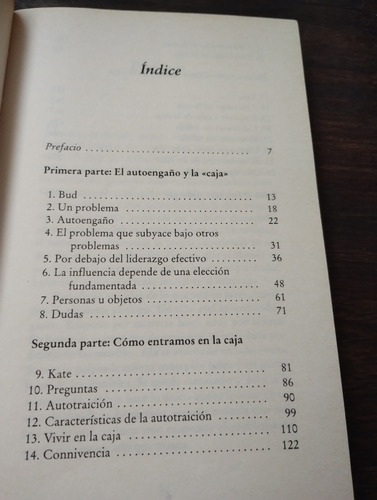 Índice
Prefacio . . . . . . . . . . . . . . . . . . . . . . . . . . . . . . 7
Primera parte: El autoengaño y la «caja»
1. Bud . . . . . . . . . . . . . . . . . . . . . . . . . . . . . 13
2. Un problema . . . . . . . . . . . . . . . . . . . . . . 18
3. Autoengaño . . . . . . . . . . . . . . . . . . . . . . . 22
4. El problema que subyace bajo otros
problemas . . . . . . . . . . . . . . . . . . . . . . . 31
5. Por debajo del liderazgo efectivo . . . . . . . . 36
6. La influencia depende de una elección
fundamentada . . . . . . . . . . . . . . . . . . . . 48
7. Personas u objetos . . . . . . . . . . . . . . . . . . . 61
8. Dudas . . . . . . . . . . . . . . . . . . . . . . . . . . . 71
Segunda parte: Cómo entramos en la caja
9. Kate . . . . . . . . . . . . . . . . . . . . . . . . . . . . 81
10. Preguntas . . . . . . . . . . . . . . . . . . . . . . . . 86
11. Autotraición . . . . . . . . . . . . . . . . . . . . . . 90
12. Características de la autotraición . . . . . . . . 99
13. Vivir en la caja . . . . . . . . . . . . . . . . . . . . 110
14. Connivencia . . . . . . . . . . . . . . . . . . . . . . 122